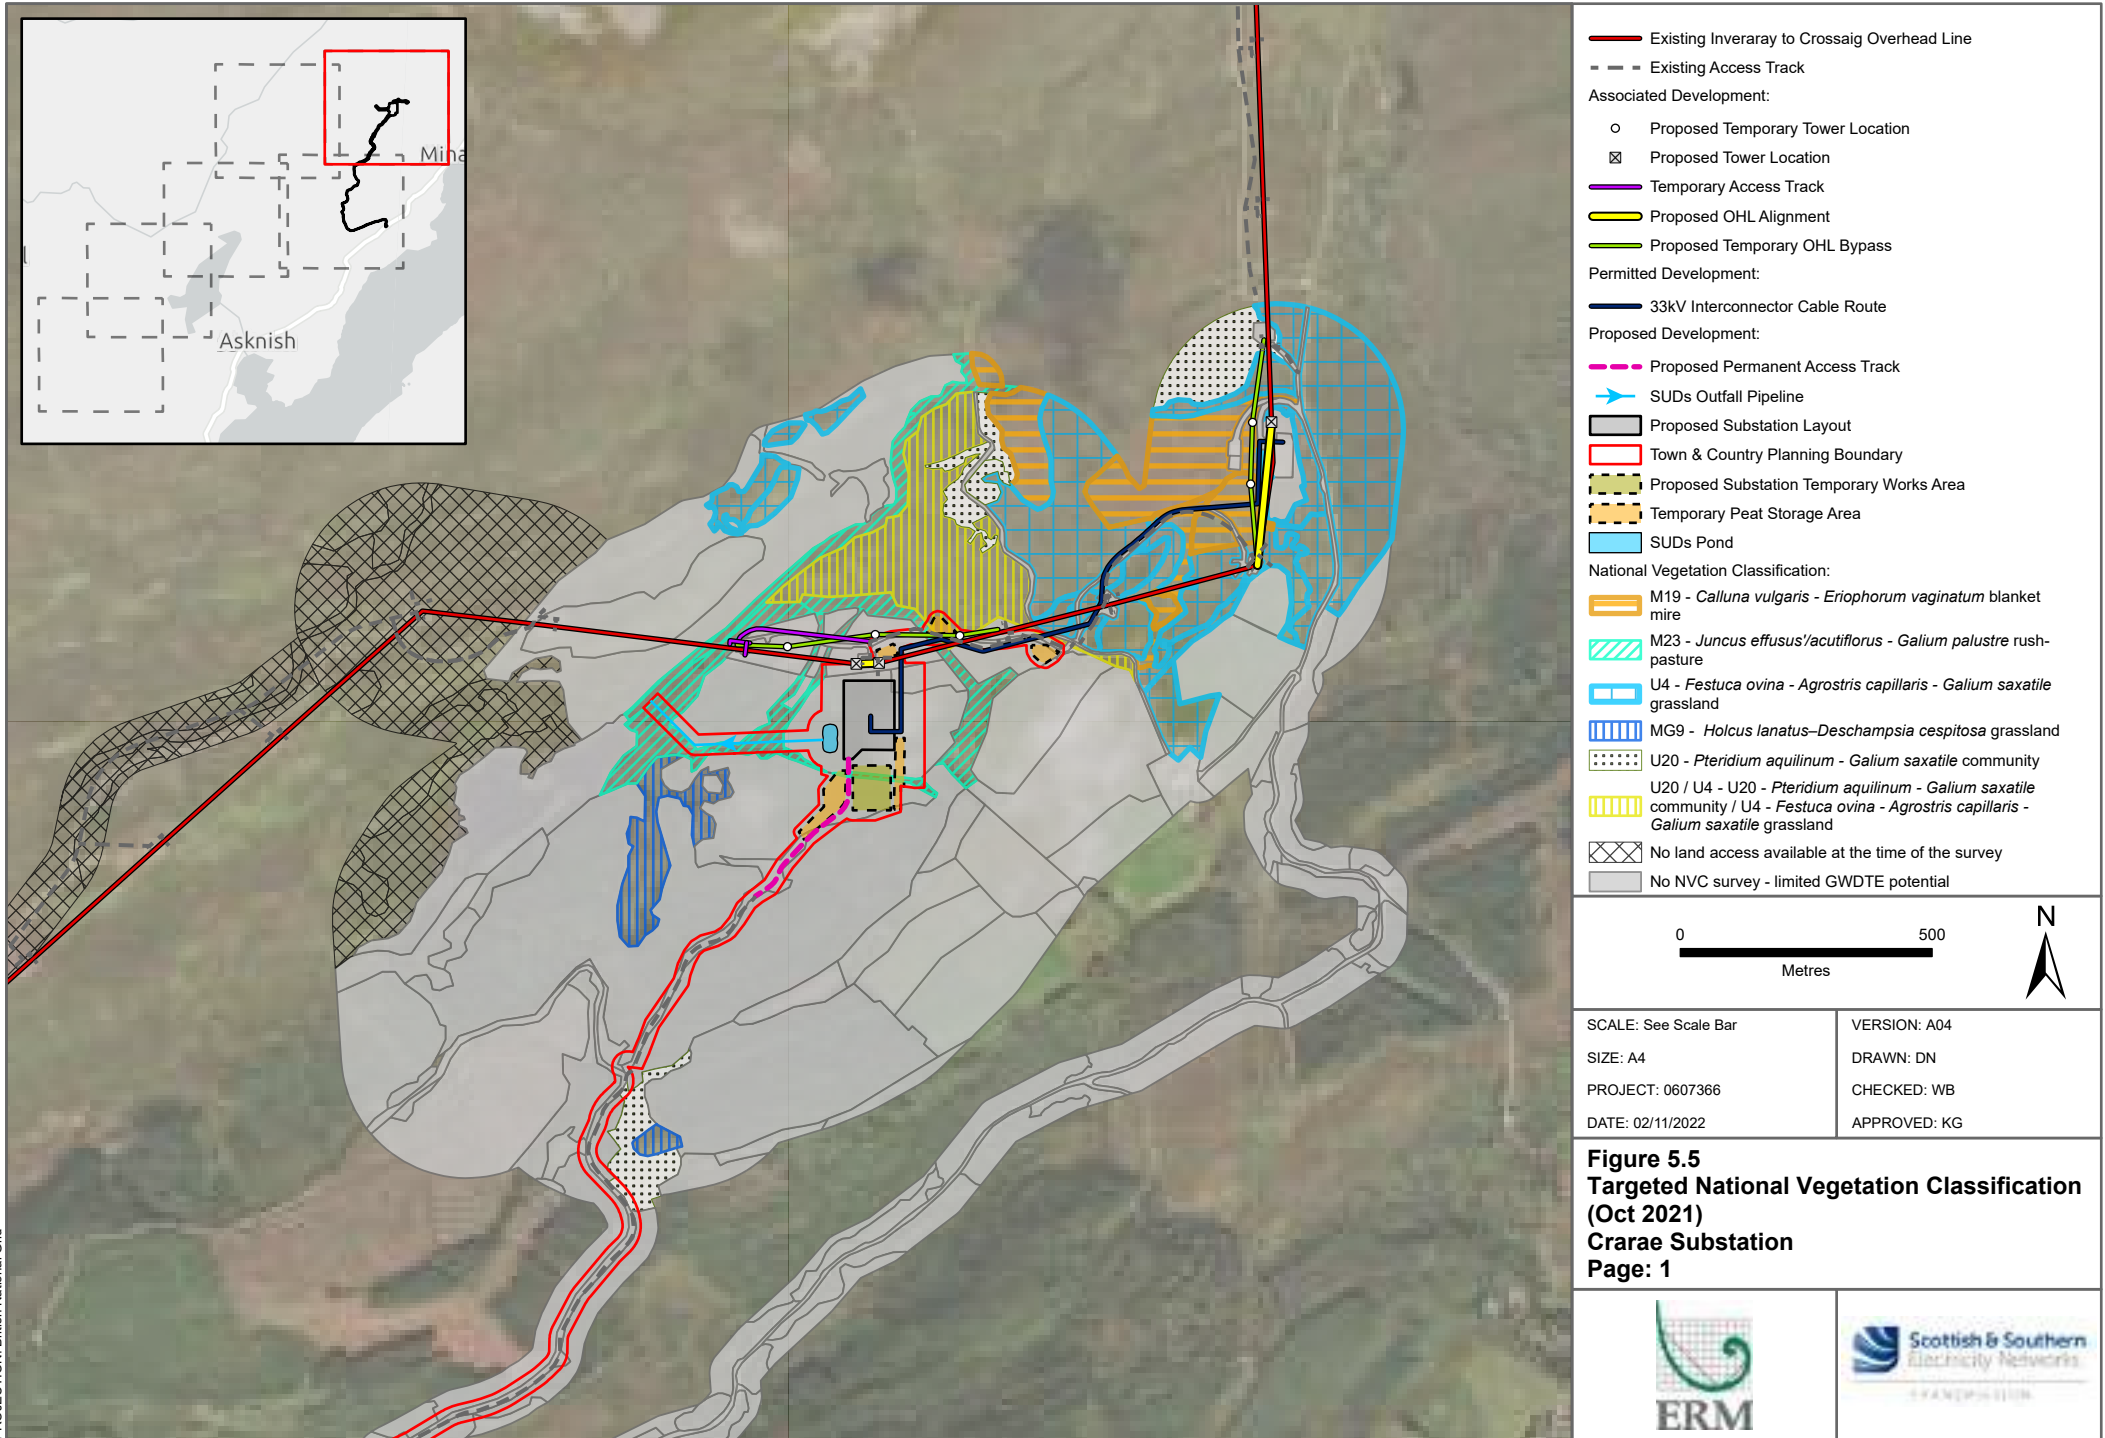 Mina
Asknish
Existing Inveraray to Crossaig Overhead Line
Existing Access Track
Associated Development:
Proposed Temporary Tower Location
Proposed Tower Location
Temporary Access Track
Proposed OHL Alignment
Proposed Temporary OHL Bypass
Permitted Development:
33kV Interconnector Cable Route
Proposed Development:
Proposed Permanent Access Track
SUDs Outfall Pipeline
Proposed Substation Layout
Town & Country Planning Boundary
Proposed Substation Temporary Works Area
Temporary Peat Storage Area
SUDs Pond
National Vegetation Classification:
M19 - Calluna vulgaris - Eriophorum vaginatum blanket
mire
M23 - Juncus effusus'/acutiflorus - Galium palustre rush-
pasture
U4 - Festuca ovina - Agrostris capillaris - Galium saxatile
grassland
MG9 - Holcus lanatus–Deschampsia cespitosa grassland
U20 - Pteridium aquilinum - Galium saxatile community
U20 / U4 - U20 - Pteridium aquilinum - Galium saxatile
community / U4 - Festuca ovina - Agrostris capillaris -
Galium saxatile grassland
No land access available at the time of the survey
No NVC survey - limited GWDTE potential
0 500
Metres
N
SCALE: See Scale Bar
VERSION: A04
SIZE: A4
DRAWN: DN
PROJECT: 0607366
CHECKED: WB
DATE: 02/11/2022
APPROVED: KG
Figure 5.5
Targeted National Vegetation Classification
(Oct 2021)
Crarae Substation
Page: 1
ERM
Scottish & Southern
Electricity Networks
TRANSMISSION